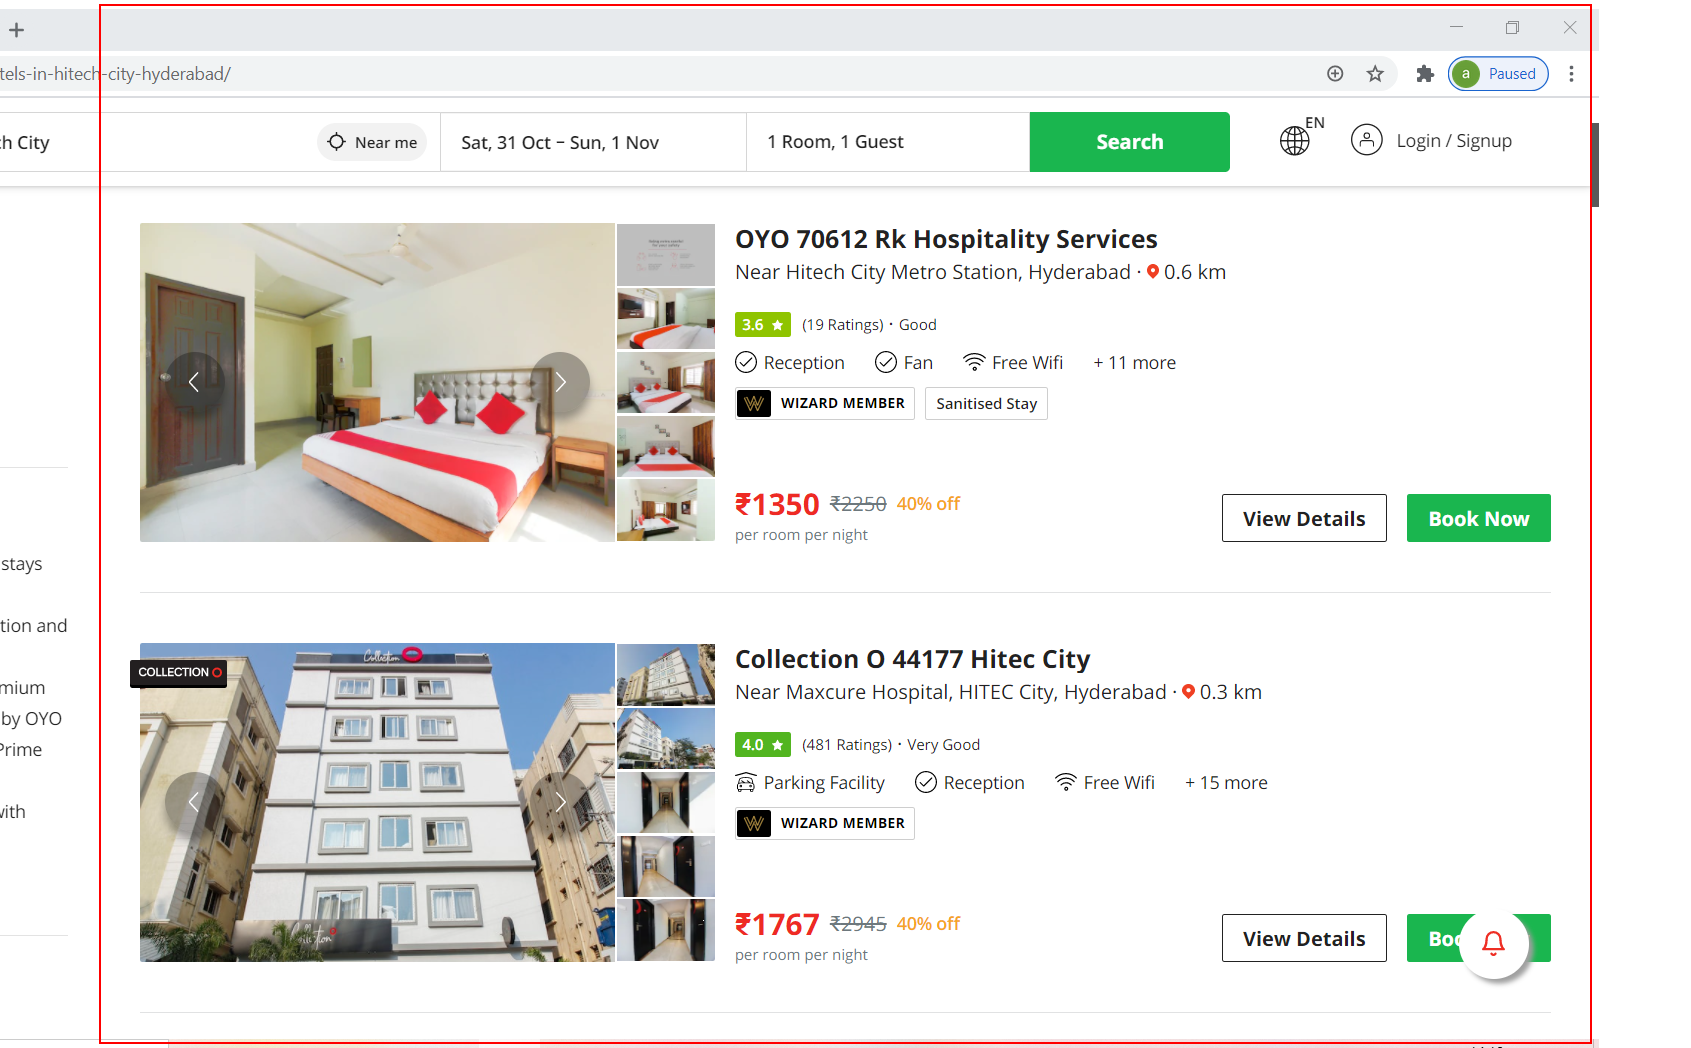 tels-in-hitech-city-hyderabad/
a
Paused
ch City
Near me
Sat, 31 Oct – Sun, 1 Nov
1 Room, 1 Guest
Search
EN
Login / Signup
OYO 70612 Rk Hospitality Services
Near Hitech City Metro Station, Hyderabad · 0.6 km
3.6 ★ (19 Ratings) · Good
Reception
Fan
Free Wifi
+ 11 more
W WIZARD MEMBER
Sanitised Stay
₹1350 ₹2250 40% off
per room per night
View Details
Book Now
stays
tion and
mium
by OYO
Prime
with
COLLECTION O
Collection O
Collection
Collection O 44177 Hitec City
Near Maxcure Hospital, HITEC City, Hyderabad · 0.3 km
4.0 ★ (481 Ratings) · Very Good
Parking Facility
Reception
Free Wifi
+ 15 more
W WIZARD MEMBER
₹1767 ₹2945 40% off
per room per night
View Details
Boo